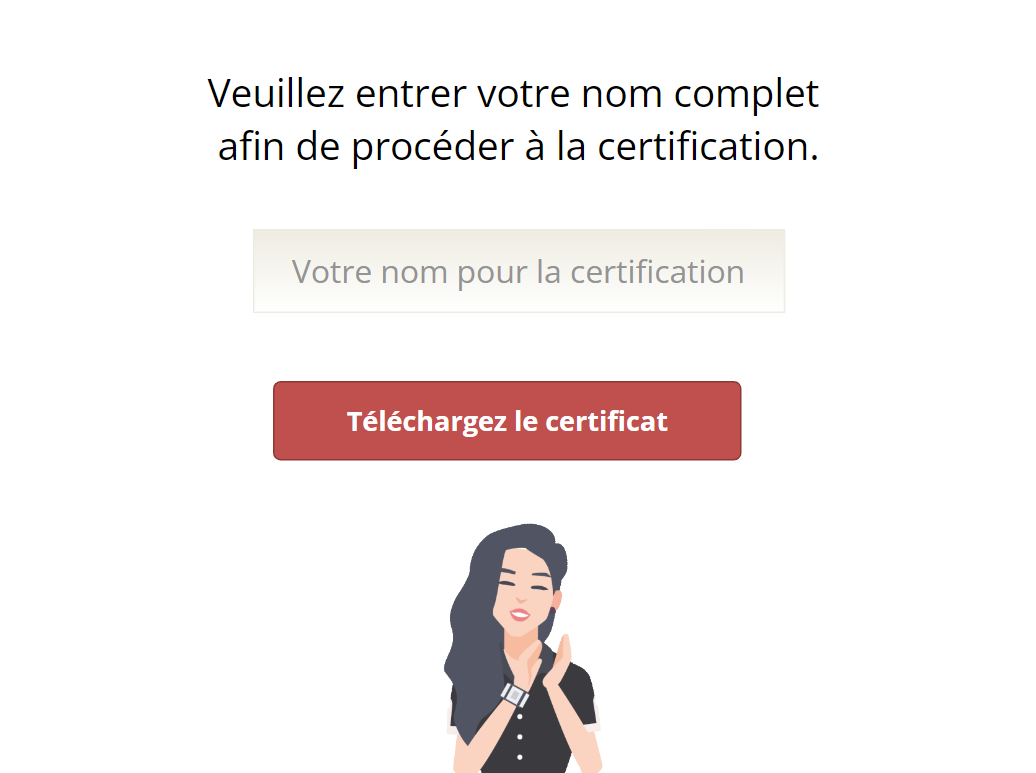 Veuillez entrer votre nom complet
afin de procéder à la certification.
Votre nom pour la certification
Téléchargez le certificat